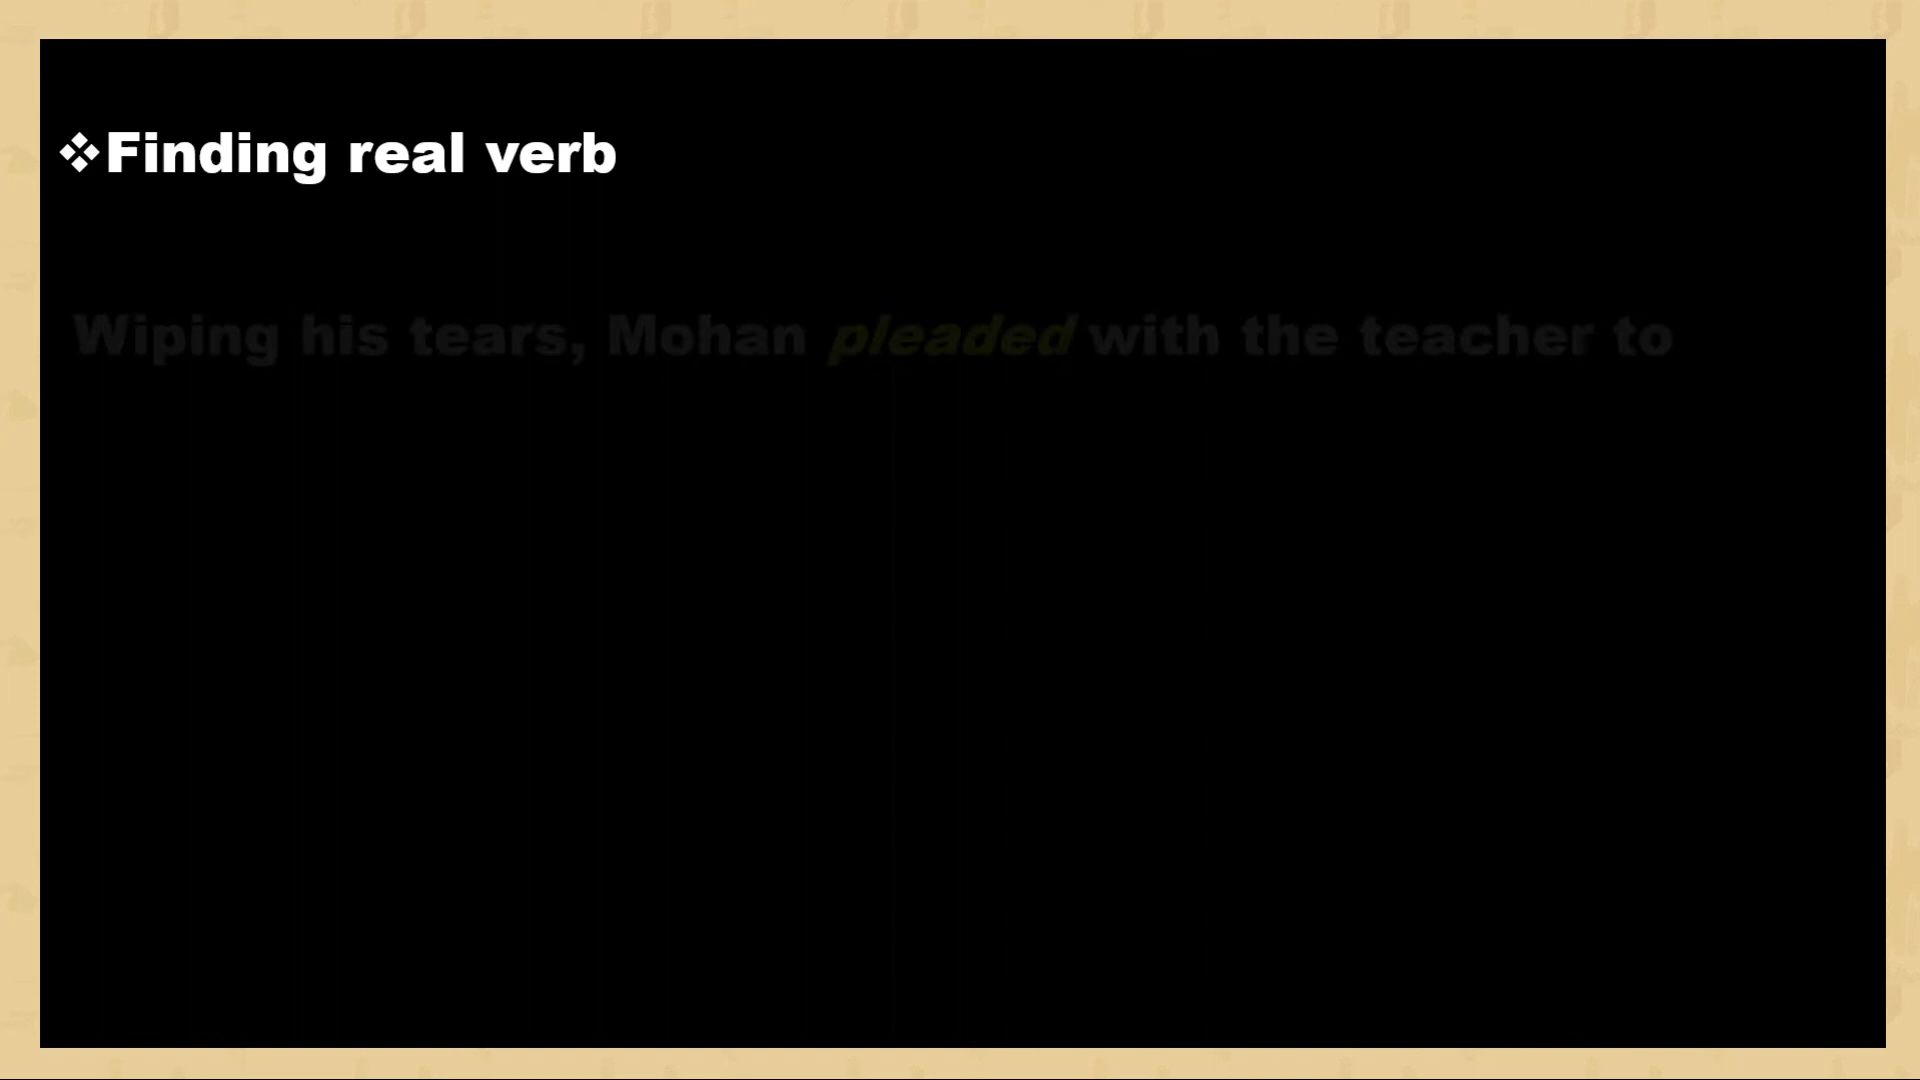 ❖Finding real verb
Wiping his tears, Mohan pleaded with the teacher to